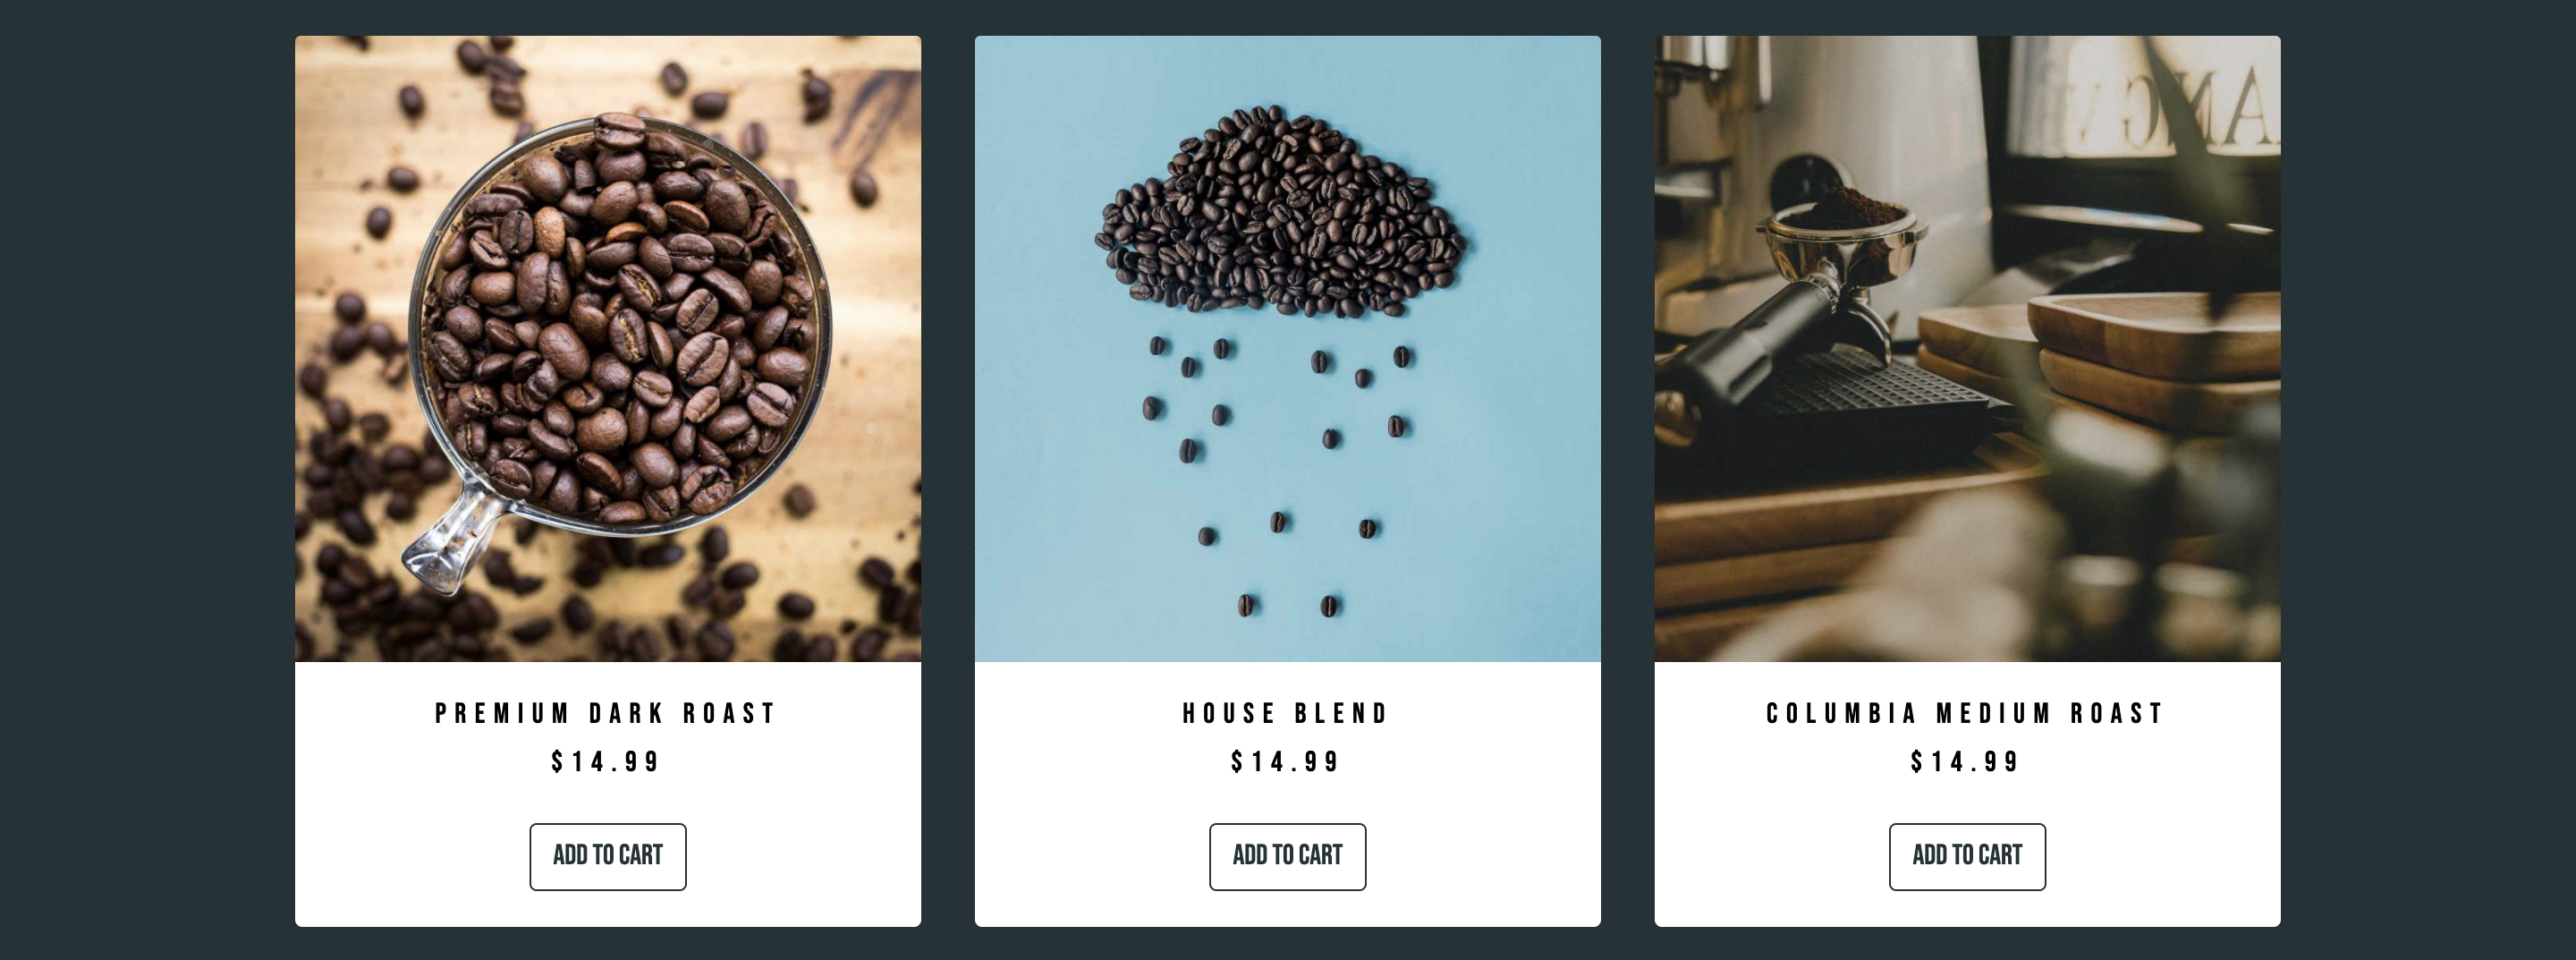 PREMIUM DARK ROAST
$14.99
ADD TO CART
HOUSE BLEND
$14.99
ADD TO CART
COLUMBIA MEDIUM ROAST
$14.99
ADD TO CART